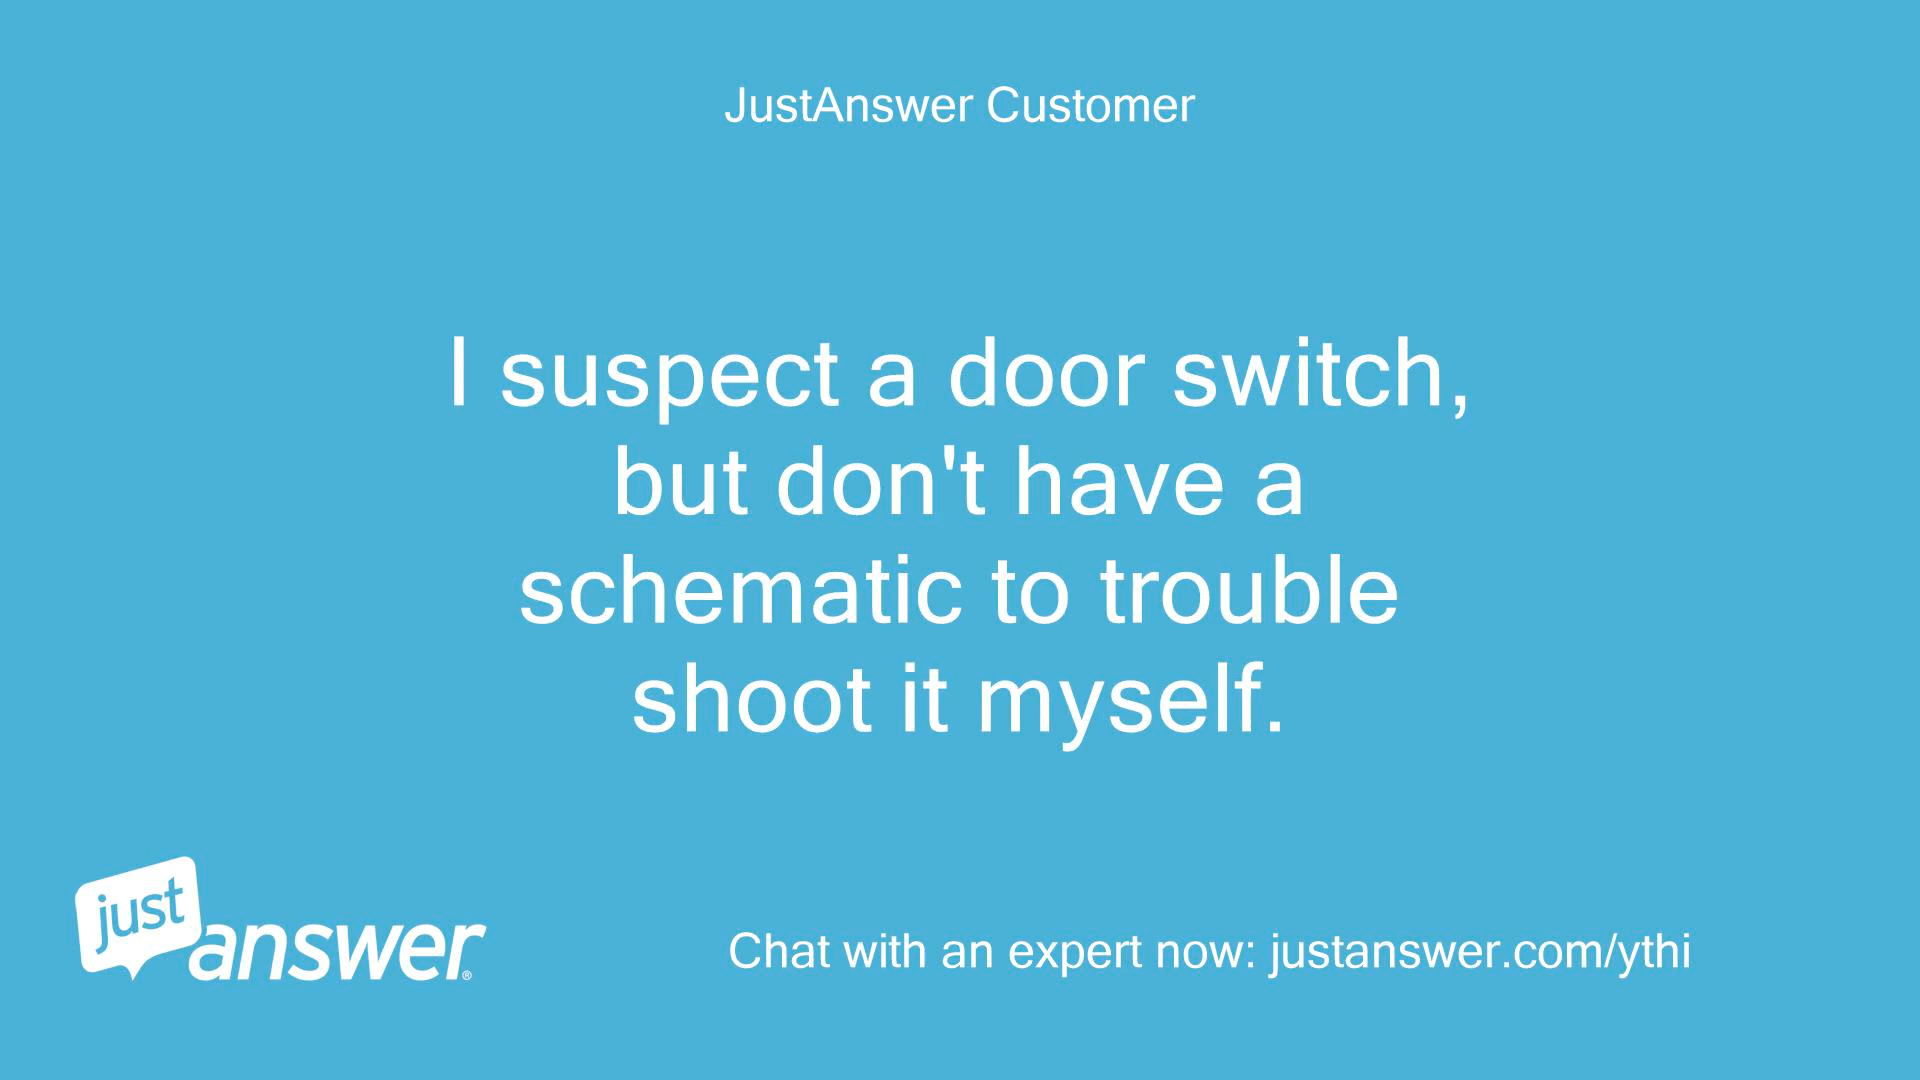 JustAnswer Customer
I suspect a door switch,
but don't have a
schematic to trouble
shoot it myself.
just
answer®
Chat with an expert now: justanswer.com/ythi